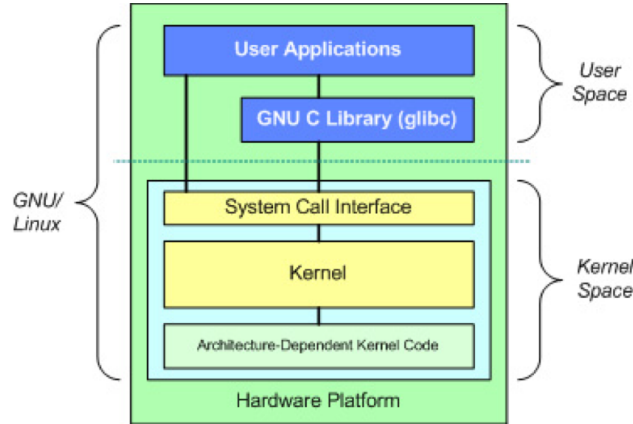 User Applications
User
Space
GNU C Library (glibc)
GNU/
Linux
System Call Interface
Kernel
Kernel
Space
Architecture-Dependent Kernel Code
Hardware Platform